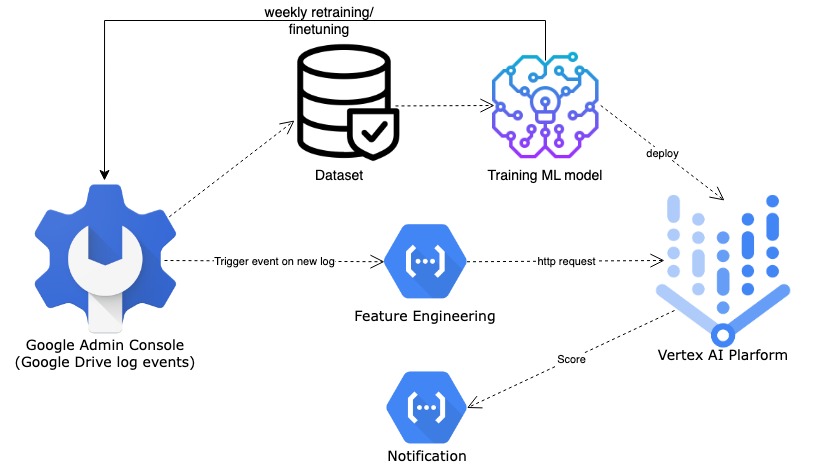 weekly retraining/
finetuning
Dataset
Training ML model
deploy
Trigger event on new log
http request
Feature Engineering
Google Admin Console
(Google Drive log events)
Vertex AI Plarform
Score
Notification